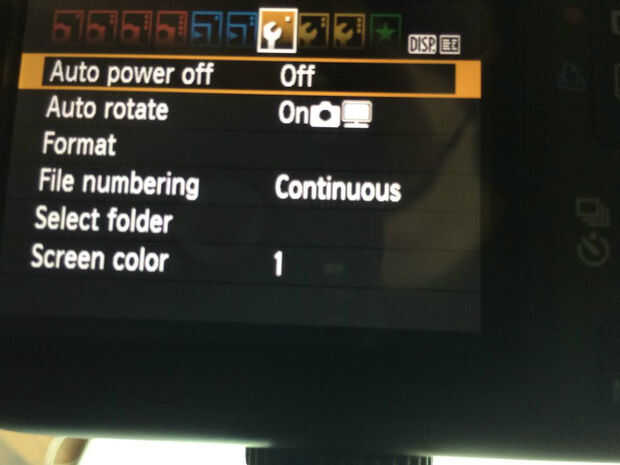 DISP.
Auto power off Off
Auto rotate On
Format
File numbering Continuous
Select folder
Screen color 1